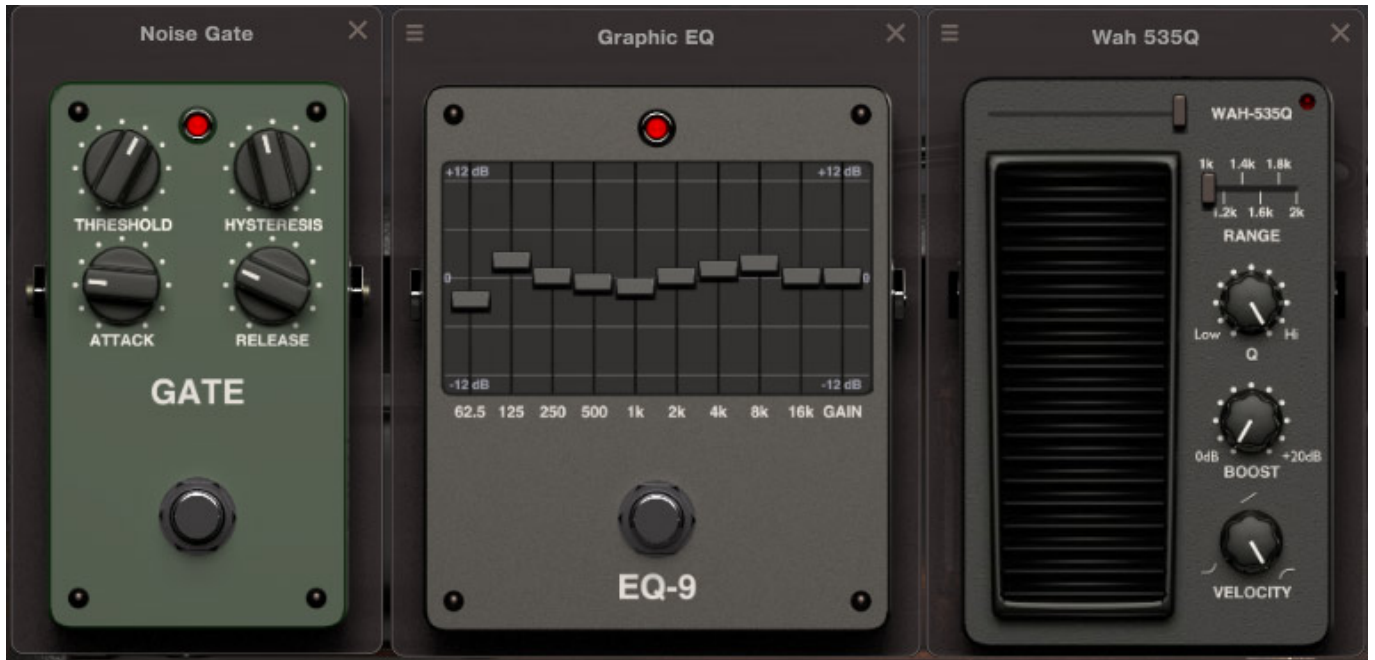 Noise Gate
THRESHOLD HYSTERESIS
ATTACK RELEASE
GATE
Graphic EQ
+12 dB +12 dB
0 0
-12 dB -12 dB
62.5 125 250 500 1k 2k 4k 8k 16k GAIN
EQ-9
Wah 535Q
WAH-535Q
1k 1.4k 1.8k
1.2k 1.6k 2k
RANGE
Low Hi
Q
0dB +20dB
BOOST
VELOCITY